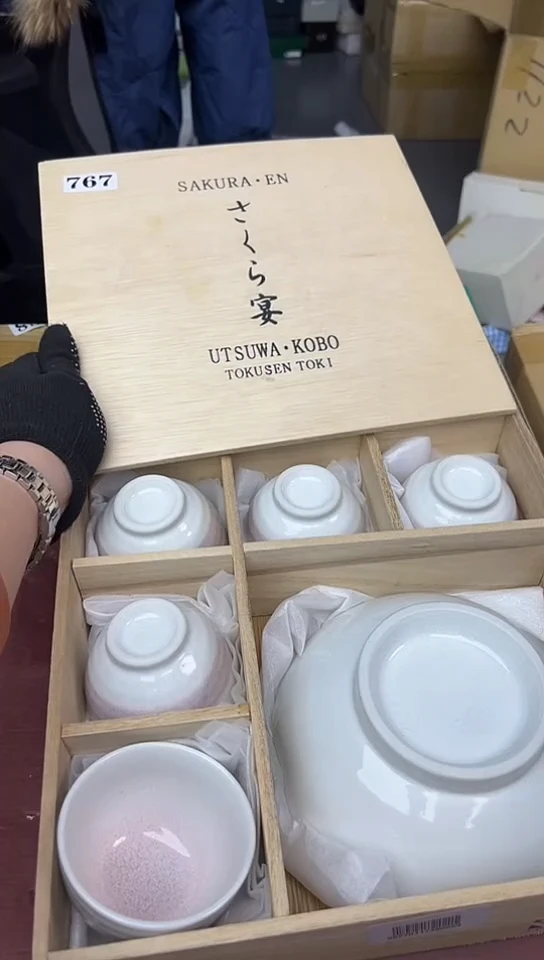 767
SAKURA・EN
さくら宴
UTSUWA・KOBO
TOKUSEN TOKI